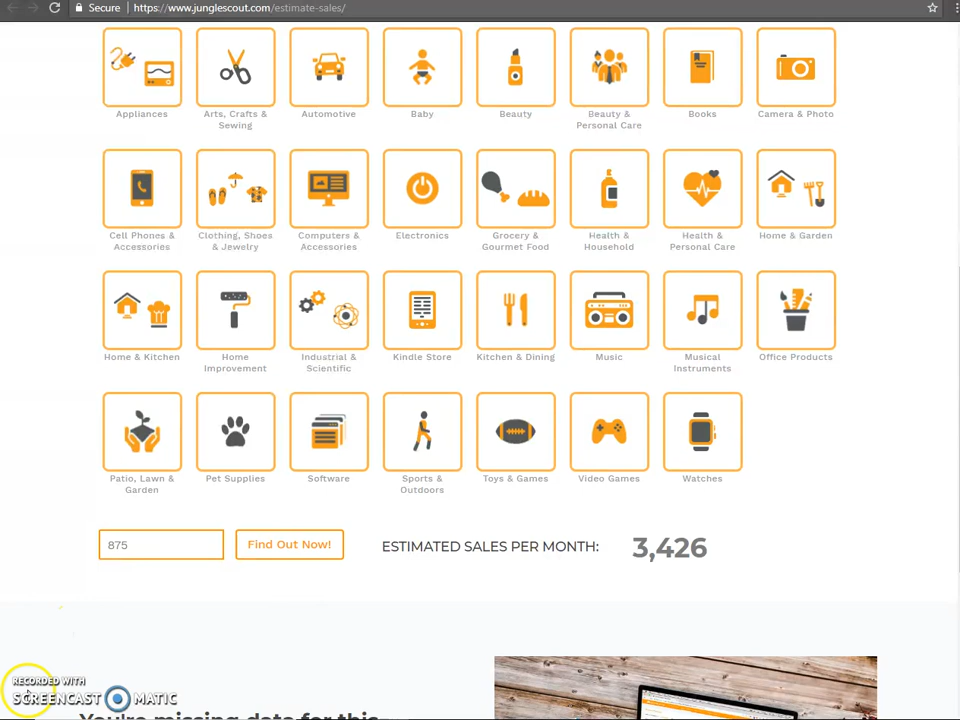 Secure
https://www.junglescout.com/estimate-sales/
Appliances
Arts, Crafts &
Sewing
Automotive
Baby
Beauty
Beauty &
Personal Care
Books
Camera & Photo
Cell Phones &
Accessories
Clothing, Shoes
& Jewelry
Computers &
Accessories
Electronics
Grocery &
Gourmet Food
Health &
Household
Health &
Personal Care
Home & Garden
Home & Kitchen
Home
Improvement
Industrial &
Scientific
Kindle Store
Kitchen & Dining
Music
Musical
Instruments
Office Products
Patio, Lawn &
Garden
Pet Supplies
Software
Sports &
Outdoors
Toys & Games
Video Games
Watches
875
Find Out Now!
ESTIMATED SALES PER MONTH:
3,426
RECORDED WITH
SCREENCAST MATIC
You're missing data for this